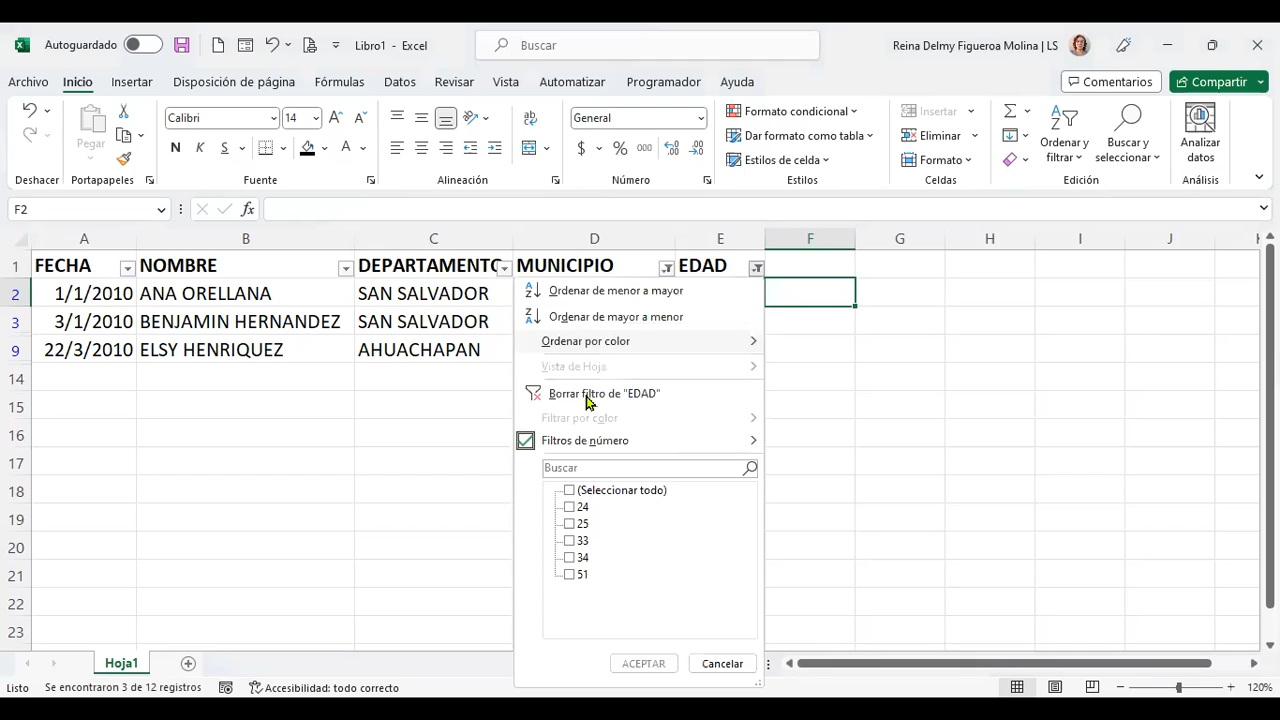 Autoguardado
Libro1 - Excel
Buscar
Reina Delmy Figueroa Molina | LS
Archivo Inicio Insertar Disposición de página Fórmulas Datos Revisar Vista Automatizar Programador Ayuda
Comentarios Compartir
Pegar
Calibri 14
N K S
ab
General
$ % 000
Formato condicional
Dar formato como tabla
Estilos de celda
Insertar
Eliminar
Formato
Ordenar y filtrar
Buscar y seleccionar
Analizar datos
Deshacer Portapapeles Fuente Alineación Número Estilos Celdas Edición Análisis
F2 fx
A B C D E F G H I J K
1 FECHA NOMBRE DEPARTAMENTO MUNICIPIO EDAD
2 1/1/2010 ANA ORELLANA SAN SALVADOR
3 3/1/2010 BENJAMIN HERNANDEZ SAN SALVADOR
9 22/3/2010 ELSY HENRIQUEZ AHUACHAPAN
14
15
16
17
18
19
20
21
22
23
Ordenar de menor a mayor
Ordenar de mayor a menor
Ordenar por color
Vista de Hoja
Borrar filtro de "EDAD"
Filtrar por color
Filtros de número
Buscar
(Seleccionar todo)
24
25
33
34
51
ACEPTAR Cancelar
Hoja1
Listo Se encontraron 3 de 12 registros Accesibilidad: todo correcto 120%